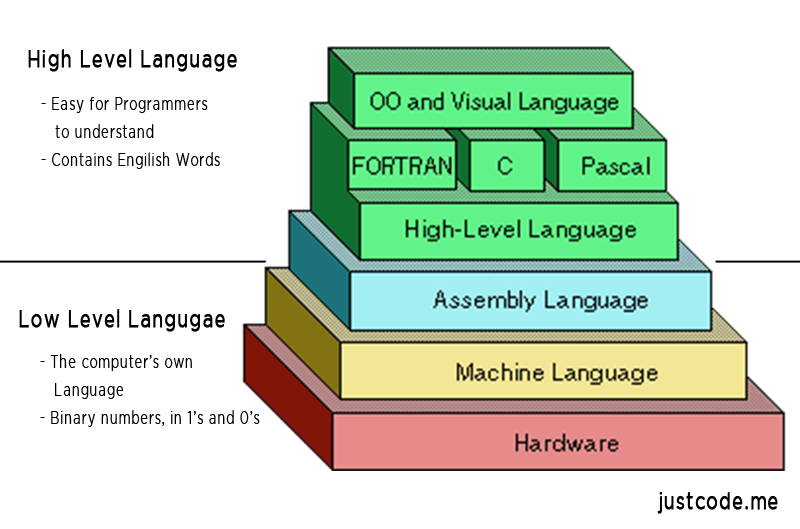 High Level Language
- Easy for Programmers
to understand
- Contains Engilish Words
OO and Visual Language
FORTRAN
C
Pascal
High-Level Language
Assembly Language
Machine Language
Hardware
Low Level Langugae
- The computer's own
Language
- Binary numbers, in 1's and 0's
justcode.me